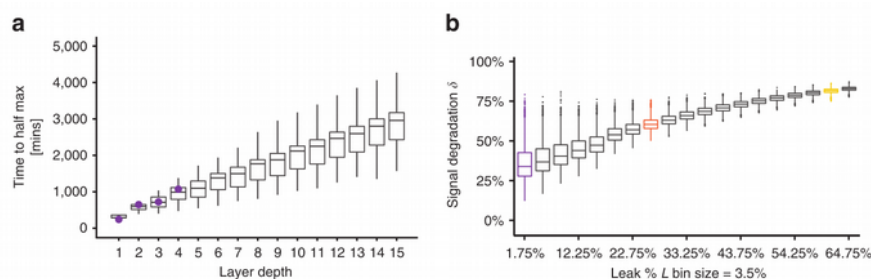 a
Time to half max
[mins]
5,000
4,000
3,000
2,000
1,000
0
1 2 3 4 5 6 7 8 9 10 11 12 13 14 15
Layer depth
b
Signal degradation δ
100%
75%
50%
25%
0%
1.75% 12.25% 22.75% 33.25% 43.75% 54.25% 64.75%
Leak % L bin size = 3.5%